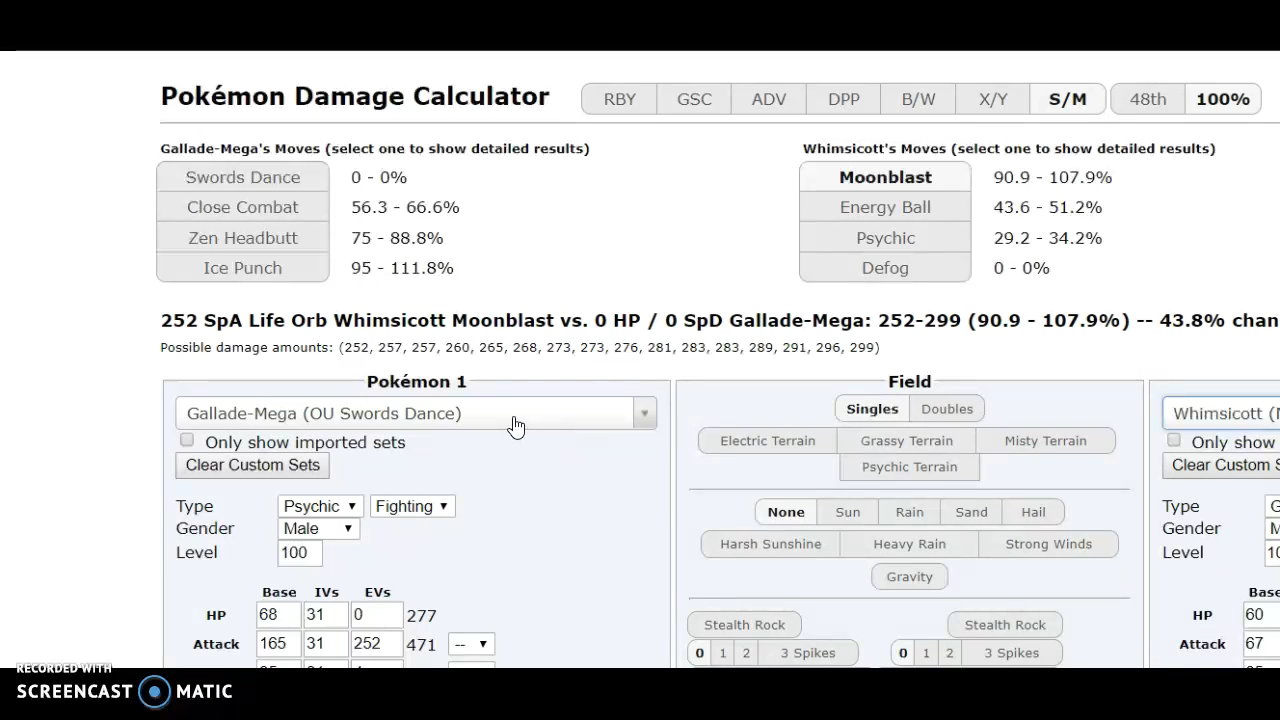 Pokémon Damage Calculator RBY GSC ADV DPP B/W X/Y S/M 48th 100%
Gallade-Mega's Moves (select one to show detailed results) Whimsicott's Moves (select one to show detailed results)
Swords Dance 0 - 0% Moonblast 90.9 - 107.9%
Close Combat 56.3 - 66.6% Energy Ball 43.6 - 51.2%
Zen Headbutt 75 - 88.8% Psychic 29.2 - 34.2%
Ice Punch 95 - 111.8% Defog 0 - 0%
252 SpA Life Orb Whimsicott Moonblast vs. 0 HP / 0 SpD Gallade-Mega: 252-299 (90.9 - 107.9%) -- 43.8% chan
Possible damage amounts: (252, 257, 257, 260, 265, 268, 273, 273, 276, 281, 283, 283, 289, 291, 296, 299)
Pokémon 1
Gallade-Mega (OU Swords Dance)
Only show imported sets
Clear Custom Sets
Type Psychic Fighting
Gender Male
Level 100
Base IVs EVs
HP 68 31 0 277
Attack 165 31 252 471 --
Field
Singles Doubles
Electric Terrain Grassy Terrain Misty Terrain
Psychic Terrain
None Sun Rain Sand Hail
Harsh Sunshine Heavy Rain Strong Winds
Gravity
Stealth Rock Stealth Rock
0 1 2 3 Spikes 0 1 2 3 Spikes
Whimsicott (
Only show
Clear Custom S
Type
Gender
Level
Base
HP 60
Attack 67
RECORDED WITH
SCREENCAST MATIC